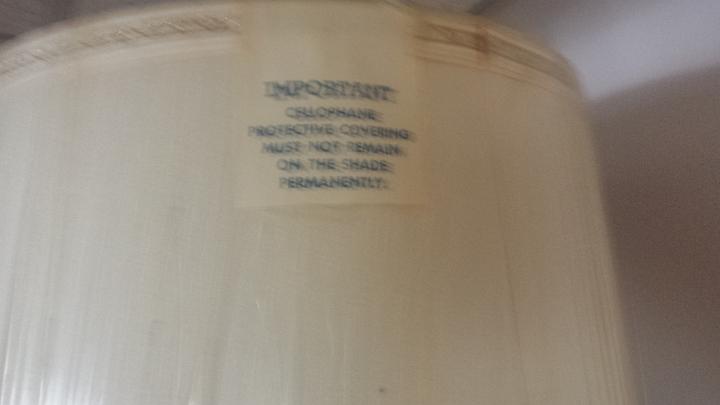 IMPORTANT
CELLOPHANE
PROTECTIVE COVERING
MUST NOT REMAIN
ON THE SHADE
PERMANENTLY.